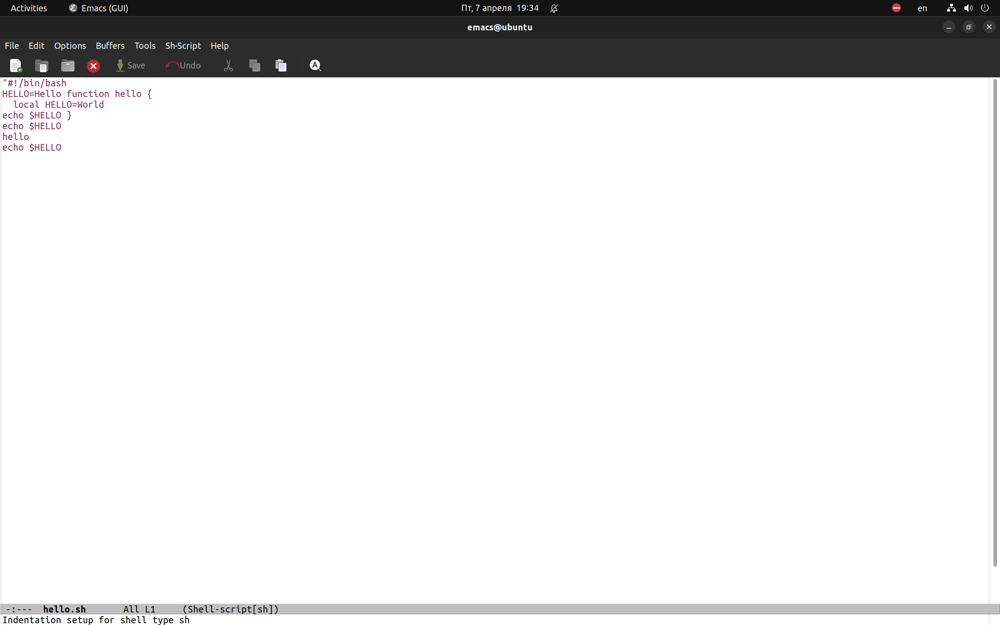 Activities Emacs (GUI) Пт, 7 апреля 19:34 en
emacs@ubuntu
File Edit Options Buffers Tools Sh-Script Help
Save Undo
"#!/bin/bash
HELLO=Hello function hello {
  local HELLO=World
echo $HELLO }
echo $HELLO
hello
echo $HELLO
-:--- hello.sh All L1 (Shell-script[sh])
Indentation setup for shell type sh